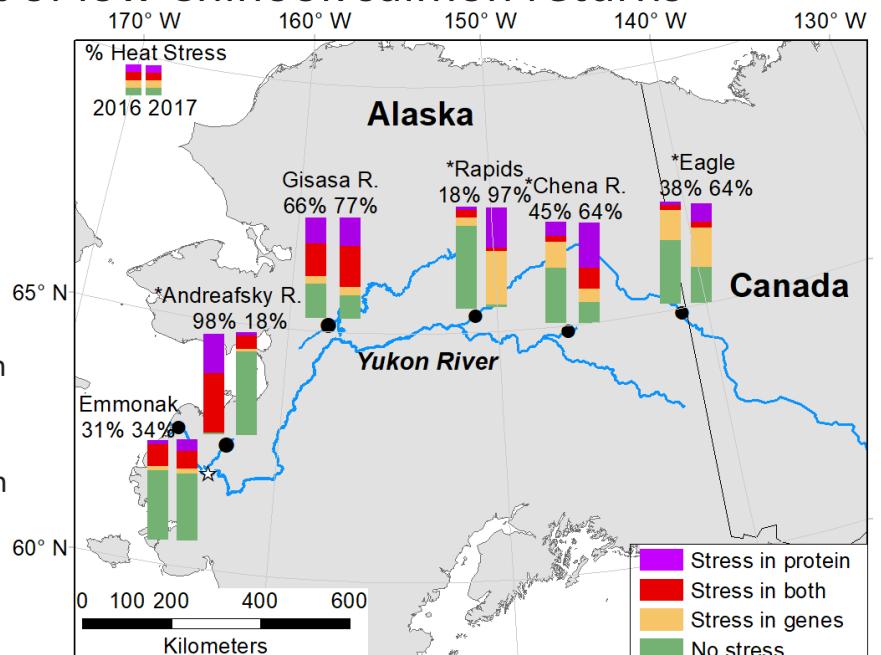 170° W
160° W
150° W
140° W
130° W
% Heat Stress
2016 2017
Alaska
*Rapids
18% 97%
*Chena R.
45% 64%
*Eagle
38% 64%
Gisasa R.
66% 77%
65° N
Canada
*Andreafsky R.
98% 18%
Yukon River
Emmonak
31% 34%
60° N
0 100 200 400 600
Kilometers
Stress in protein
Stress in both
Stress in genes
No stress